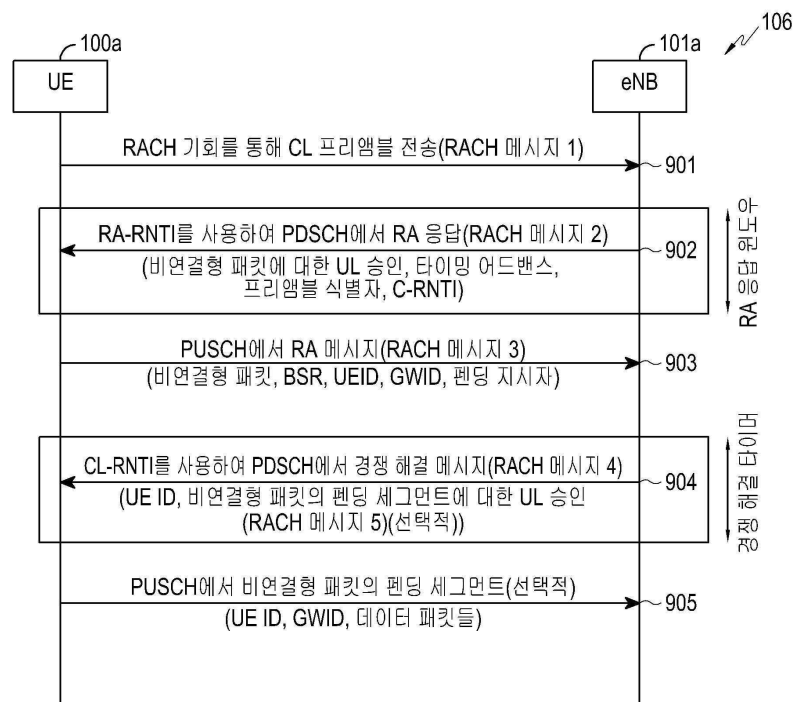 106
100a
101a
UE
eNB
RACH 기회를 통해 CL 프리앰블 전송(RACH 메시지 1)
901
RA-RNTI를 사용하여 PDSCH에서 RA 응답(RACH 메시지 2)
902
(비연결형 패킷에 대한 UL 승인, 타이밍 어드밴스,
프리앰블 식별자, C-RNTI)
RA 응답 윈도우
PUSCH에서 RA 메시지(RACH 메시지 3)
903
(비연결형 패킷, BSR, UEID, GWID, 펜딩 지시자)
CL-RNTI를 사용하여 PDSCH에서 경쟁 해결 메시지(RACH 메시지 4)
904
(UE ID, 비연결형 패킷의 펜딩 세그먼트에 대한 UL 승인
(RACH 메시지 5)(선택적))
경쟁 해결 타이머
PUSCH에서 비연결형 패킷의 펜딩 세그먼트(선택적)
905
(UE ID, GWID, 데이터 패킷들)